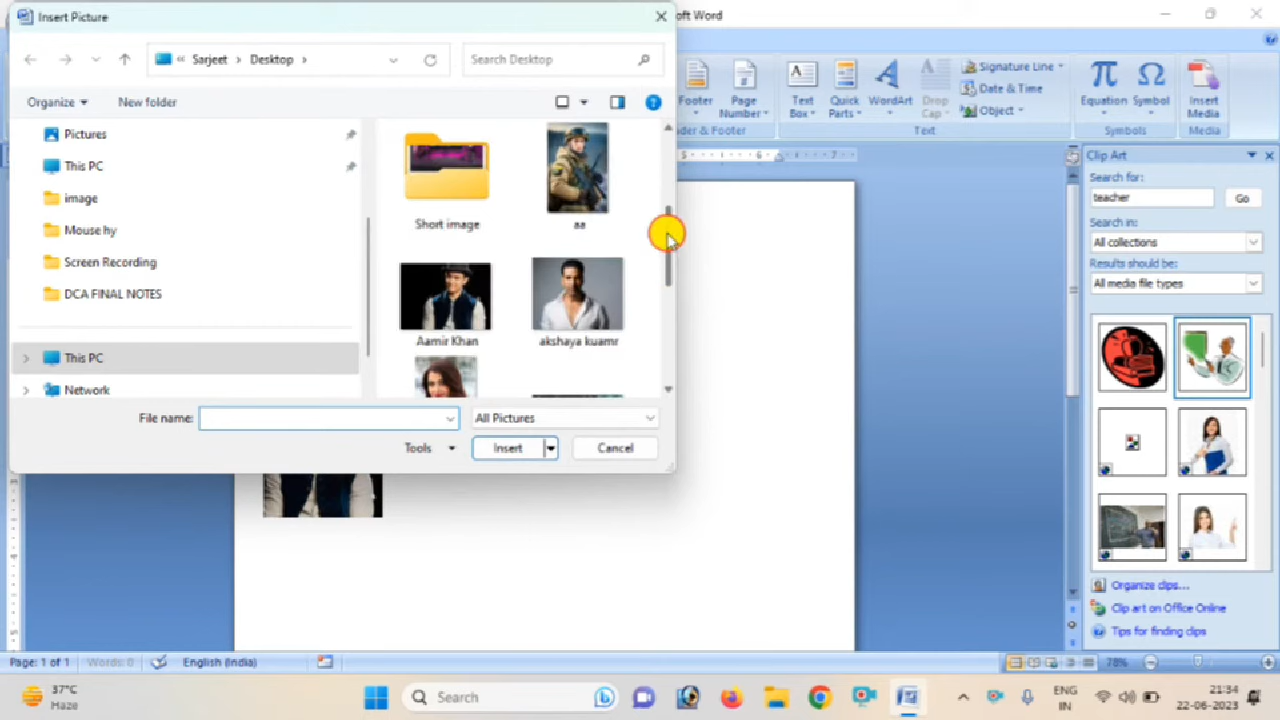 Insert Picture
oft Word
« Sarjeet › Desktop ›
Search Desktop
Organize
New folder
Pictures
This PC
image
Mouse hy
Screen Recording
DCA FINAL NOTES
This PC
Network
Short image
aa
Aamir Khan
akshaya kuamr
File name:
All Pictures
Tools
Insert
Cancel
Footer
Page
Number
Text
Box
Quick
Parts
WordArt
Drop
Cap
Signature Line
Date & Time
Object
Equation
Symbol
Insert
Media
der & Footer
Text
Symbols
Media
5 6 7
Clip Art
Search for:
teacher
Go
Search in:
All collections
Results should be:
All media file types
Organize clips...
Clip art on Office Online
Tips for finding clips
Page: 1 of 1
Words: 0
English (India)
78%
37°C
Haze
Search
ENG
IN
21:34
22-06-2023